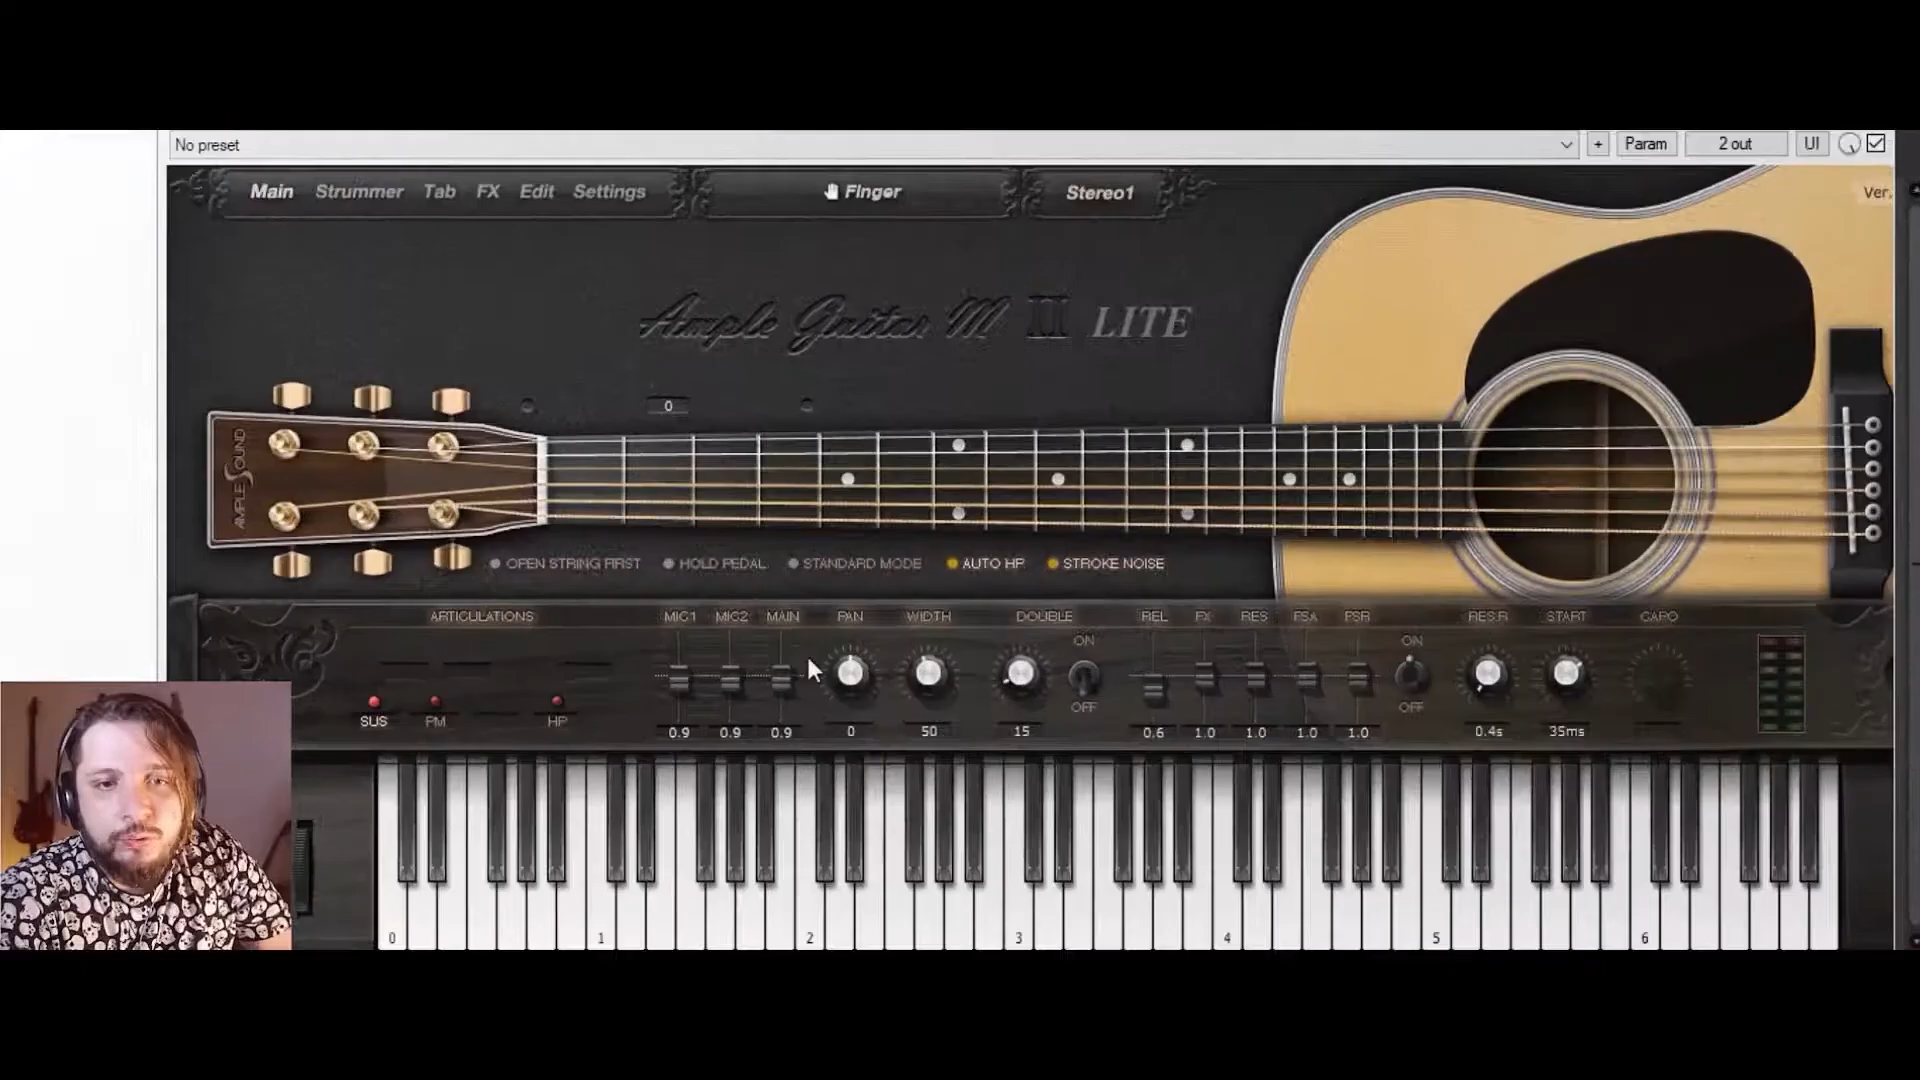 No preset
+ Param 2 out UI
Main Strummer Tab FX Edit Settings Finger Stereo1 Ver.
Ample Guitar M II LITE
0
AMPLE SOUND
OPEN STRING FIRST HOLD PEDAL STANDARD MODE AUTO HP STROKE NOISE
ARTICULATIONS MIC1 MIC2 MAIN PAN WIDTH DOUBLE REL FX RES FSA FSR RES.R START CAPO
ON ON
OFF OFF
SUS PM HP
0.9 0.9 0.9 0 50 15 0.6 1.0 1.0 1.0 1.0 0.4s 35ms
0 1 2 3 4 5 6